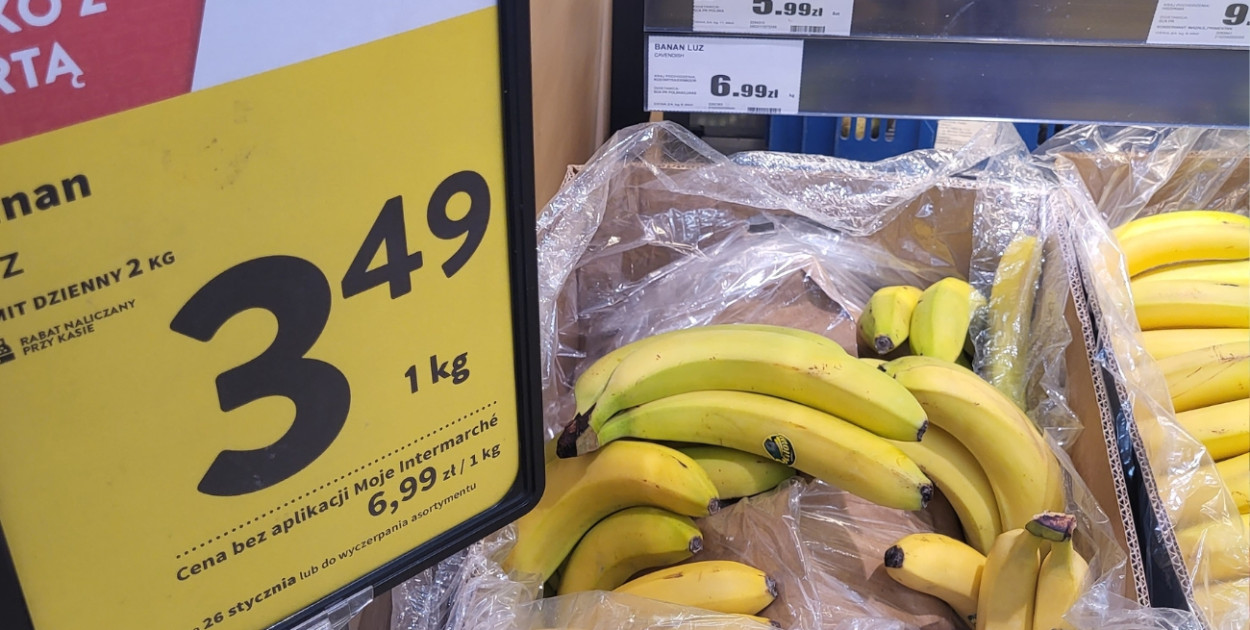 KO Z
RTĄ
nan
Z
MIT DZIENNY 2 KG
RABAT NALICZANY
PRZY KASIE
3 49
1 kg
Cena bez aplikacji Moje Intermarché
6,99 zł / 1 kg
26 stycznia lub do wyczerpania asortymentu
5.99zł
BANAN LUZ
CAVENDISH
6.99zł
kg
9